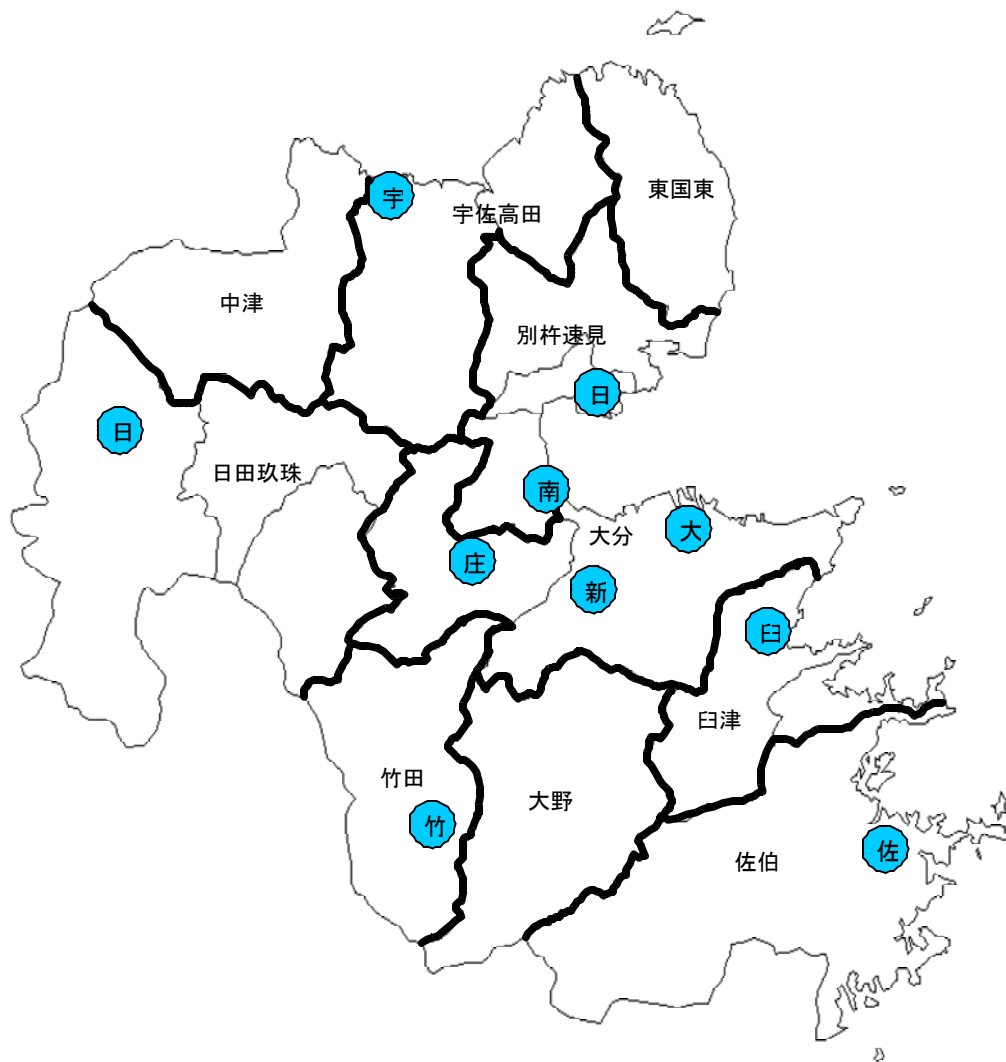 東国東
宇
宇佐高田
中津
別杵速見
日
日
日田玖珠
南
大
大分
庄
新
臼
臼津
竹田
大野
竹
佐
佐伯